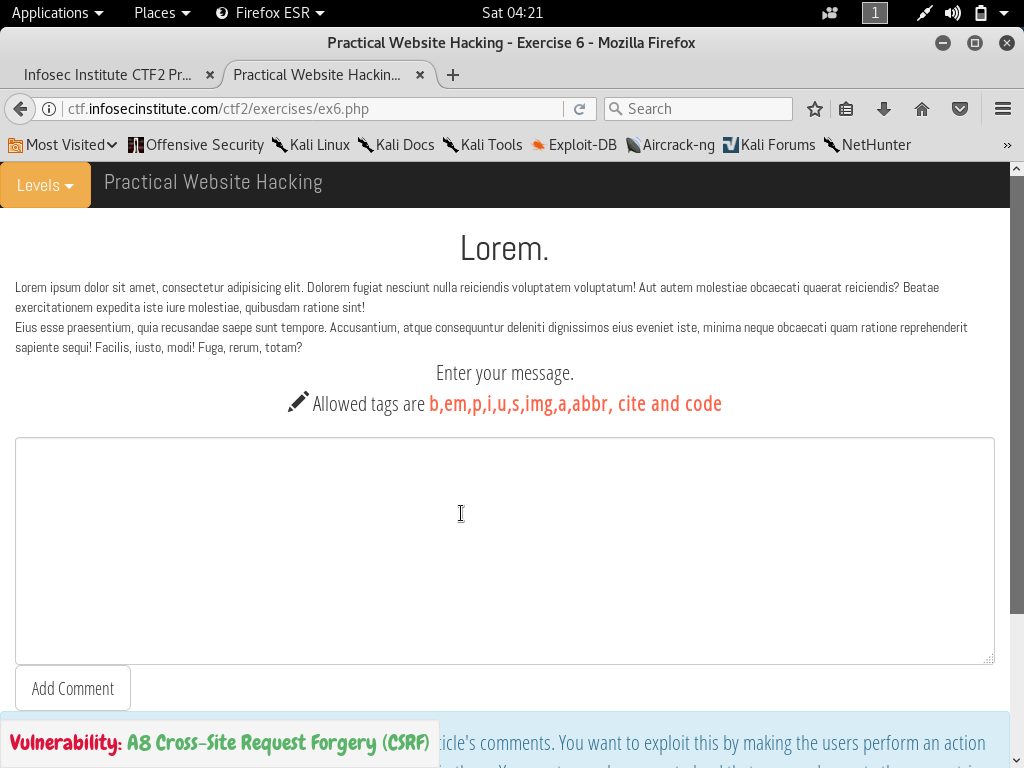 Applications Places Firefox ESR Sat 04:21 1
Practical Website Hacking - Exercise 6 - Mozilla Firefox
Infosec Institute CTF2 Pr... Practical Website Hackin...
ctf.infosecinstitute.com/ctf2/exercises/ex6.php Search
Most Visited Offensive Security Kali Linux Kali Docs Kali Tools Exploit-DB Aircrack-ng Kali Forums NetHunter »
Levels Practical Website Hacking
Lorem.
Lorem ipsum dolor sit amet, consectetur adipisicing elit. Dolorem fugiat nesciunt nulla reiciendis voluptatem voluptatum! Aut autem molestiae obcaecati quaerat reiciendis? Beatae
exercitationem expedita iste iure molestiae, quibusdam ratione sint!
Eius esse praesentium, quia recusandae saepe sunt tempore. Accusantium, atque consequuntur deleniti dignissimos eius eveniet iste, minima neque obcaecati quam ratione reprehenderit
sapiente sequi! Facilis, iusto, modi! Fuga, rerum, totam?
Enter your message.
Allowed tags are b,em,p,i,u,s,img,a,abbr, cite and code
Add Comment
Vulnerability: A8 Cross-Site Request Forgery (CSRF)
comments. You want to exploit this by making the users perform an action